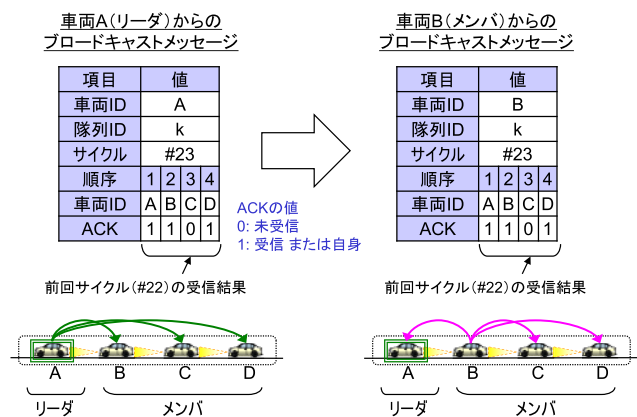 車両A(リーダ)からの
ブロードキャストメッセージ
項目 値
車両ID A
隊列ID k
サイクル #23
順序 1 2 3 4
車両ID A B C D
ACK 1 1 0 1
前回サイクル(#22)の受信結果
ACKの値
0: 未受信
1: 受信 または自身
車両B(メンバ)からの
ブロードキャストメッセージ
項目 値
車両ID B
隊列ID k
サイクル #23
順序 1 2 3 4
車両ID A B C D
ACK 1 1 0 1
前回サイクル(#22)の受信結果
A B C D
リーダ メンバ
A B C D
リーダ メンバ